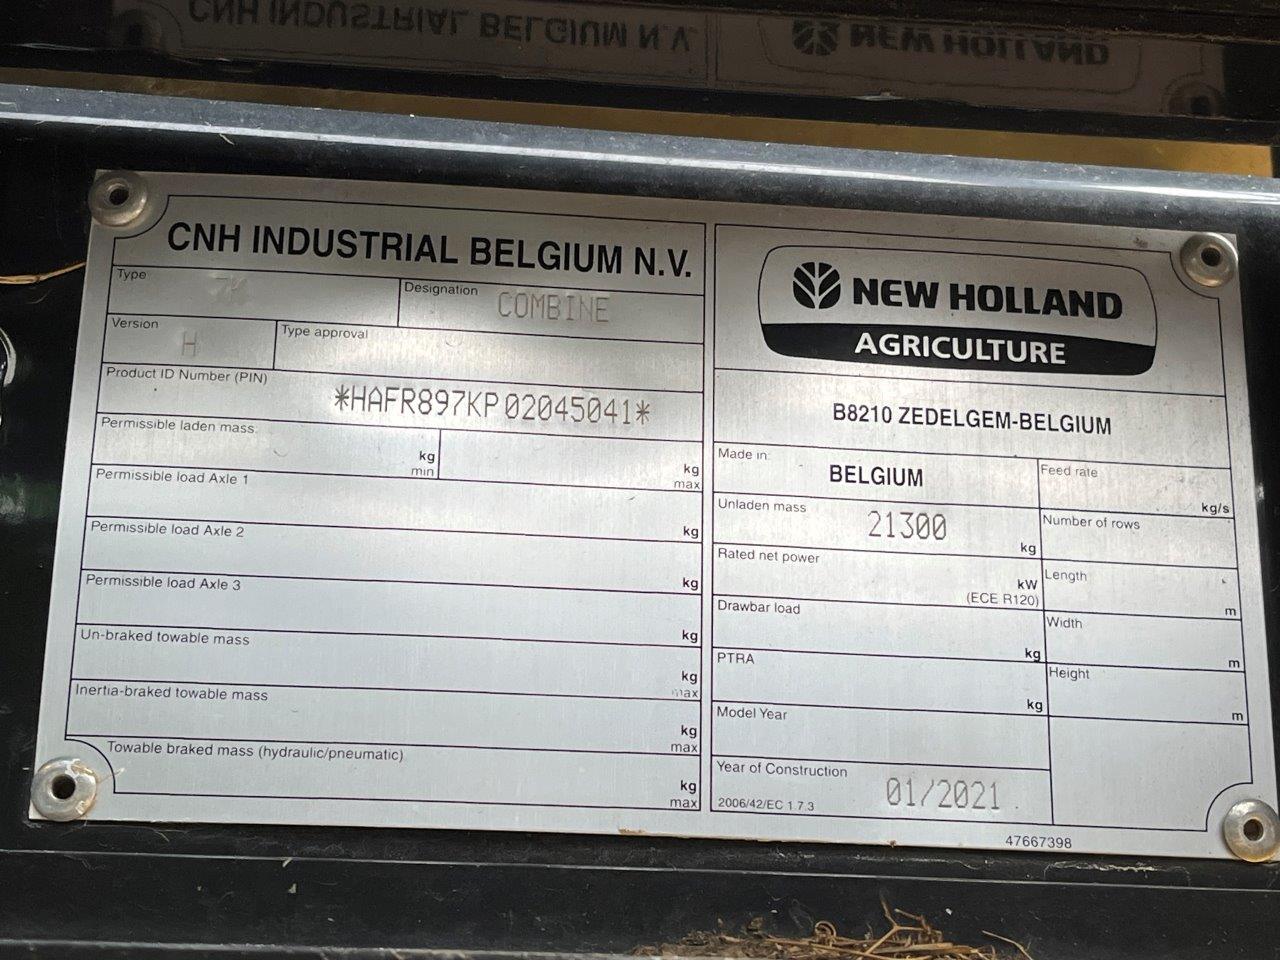 CNH INDUSTRIAL BELGIUM N.V.
NEW HOLLAND
CNH INDUSTRIAL BELGIUM N.V.
Type
7K
Designation
COMBINE
Version
H
Type approval
Product ID Number (PIN)
*HAFR897KP02045041*
Permissible laden mass:
kg
min
kg
max
Permissible load Axle 1
kg
Permissible load Axle 2
kg
Permissible load Axle 3
kg
Un-braked towable mass
kg
max
Inertia-braked towable mass
kg
max
Towable braked mass (hydraulic/pneumatic)
kg
max
NEW HOLLAND
AGRICULTURE
B8210 ZEDELGEM-BELGIUM
Made in:
BELGIUM
Unladen mass
21300
kg
Rated net power
kW
(ECE R120)
Drawbar load
kg
PTRA
kg
Model Year
Year of Construction
2006/42/EC 1.7.3
01/2021
Feed rate
kg/s
Number of rows
Length
m
Width
m
Height
m
47667398